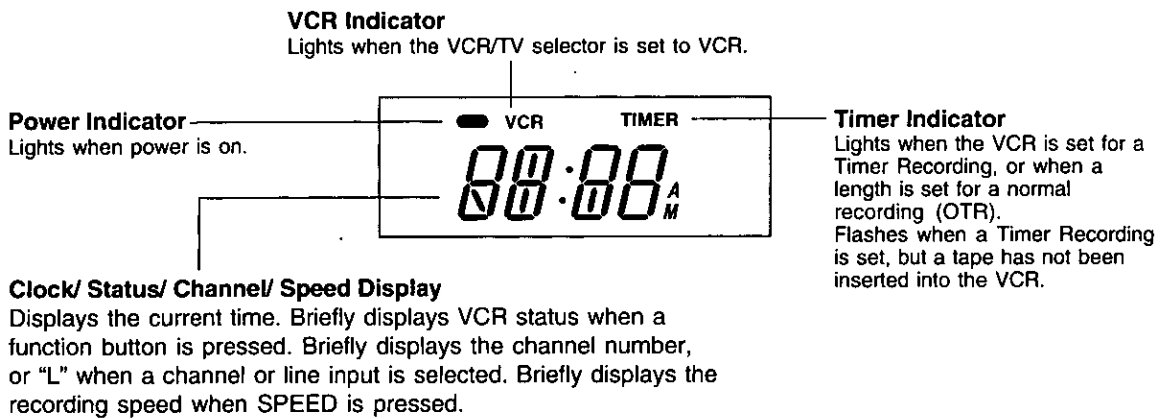 VCR Indicator
Lights when the VCR/TV selector is set to VCR.
Power Indicator
Lights when power is on.
VCR TIMER
88:88 AM
Timer Indicator
Lights when the VCR is set for a
Timer Recording, or when a
length is set for a normal
recording (OTR).
Flashes when a Timer Recording
is set, but a tape has not been
inserted into the VCR.
Clock/ Status/ Channel/ Speed Display
Displays the current time. Briefly displays VCR status when a
function button is pressed. Briefly displays the channel number,
or “L” when a channel or line input is selected. Briefly displays the
recording speed when SPEED is pressed.